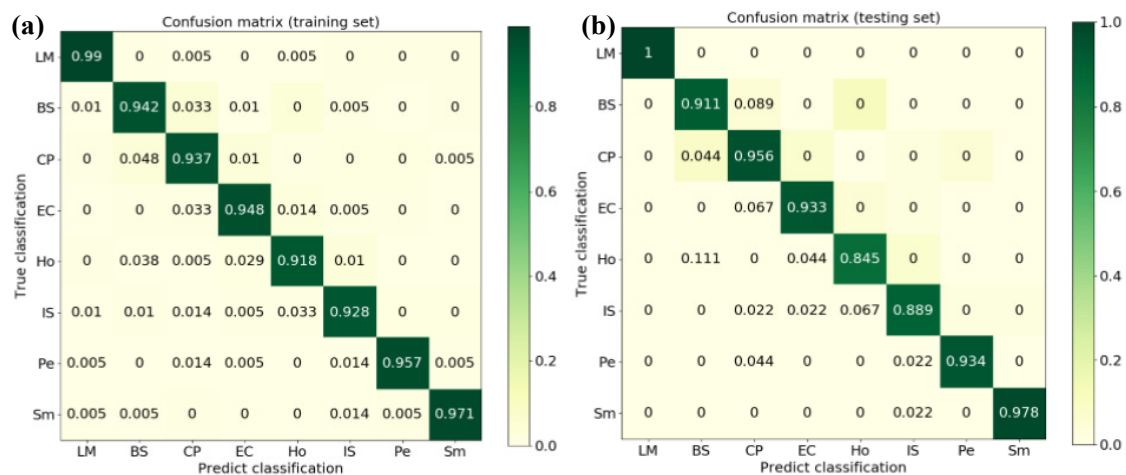 (a)
Confusion matrix (training set)
LM 0.99 0 0.005 0 0.005 0 0 0
BS 0.01 0.942 0.033 0.01 0 0.005 0 0
CP 0 0.048 0.937 0.01 0 0 0 0.005
EC 0 0 0.033 0.948 0.014 0.005 0 0
Ho 0 0.038 0.005 0.029 0.918 0.01 0 0
IS 0.01 0.01 0.014 0.005 0.033 0.928 0 0
Pe 0.005 0 0.014 0.005 0 0.014 0.957 0.005
Sm 0.005 0.005 0 0 0 0.014 0.005 0.971
LM BS CP EC Ho IS Pe Sm
Predict classification
True classification
0.8
0.6
0.4
0.2
0.0
(b)
Confusion matrix (testing set)
LM 1 0 0 0 0 0 0 0
BS 0 0.911 0.089 0 0 0 0 0
CP 0 0.044 0.956 0 0 0 0 0
EC 0 0 0.067 0.933 0 0 0 0
Ho 0 0.111 0 0.044 0.845 0 0 0
IS 0 0 0.022 0.022 0.067 0.889 0 0
Pe 0 0 0.044 0 0 0.022 0.934 0
Sm 0 0 0 0 0 0.022 0 0.978
LM BS CP EC Ho IS Pe Sm
Predict classification
True classification
1.0
0.8
0.6
0.4
0.2
0.0